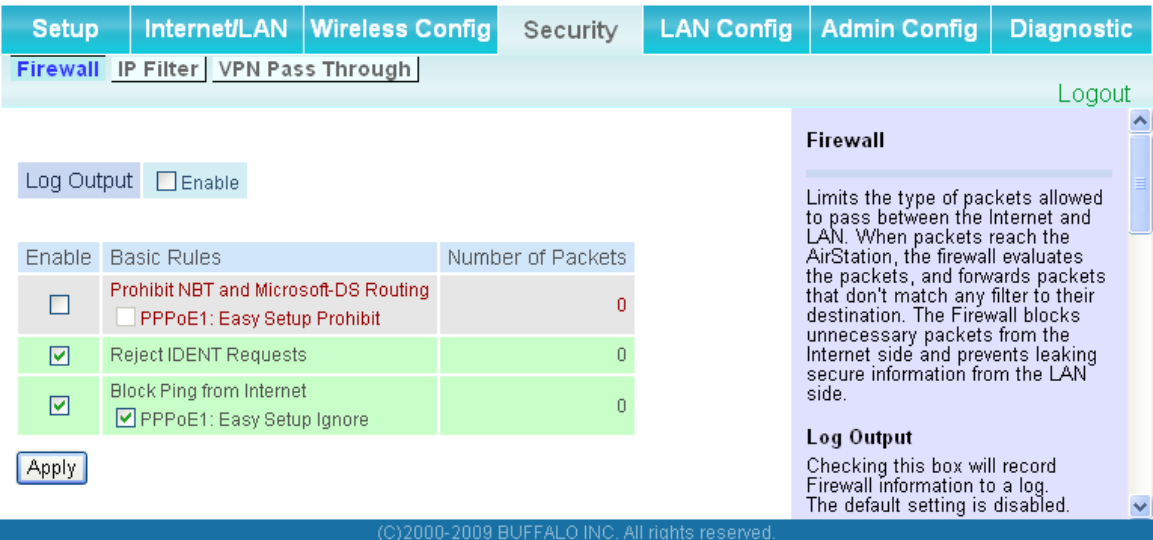 Setup Internet/LAN Wireless Config Security LAN Config Admin Config Diagnostic
Firewall IP Filter VPN Pass Through
Logout
Log Output Enable
Enable Basic Rules Number of Packets
Prohibit NBT and Microsoft-DS Routing
PPPoE1: Easy Setup Prohibit
0
Reject IDENT Requests 0
Block Ping from Internet
PPPoE1: Easy Setup Ignore
0
Apply
Firewall
Limits the type of packets allowed
to pass between the Internet and
LAN. When packets reach the
AirStation, the firewall evaluates
the packets, and forwards packets
that don't match any filter to their
destination. The Firewall blocks
unnecessary packets from the
Internet side and prevents leaking
secure information from the LAN
side.
Log Output
Checking this box will record
Firewall information to a log.
The default setting is disabled.
(C)2000-2009 BUFFALO INC. All rights reserved.